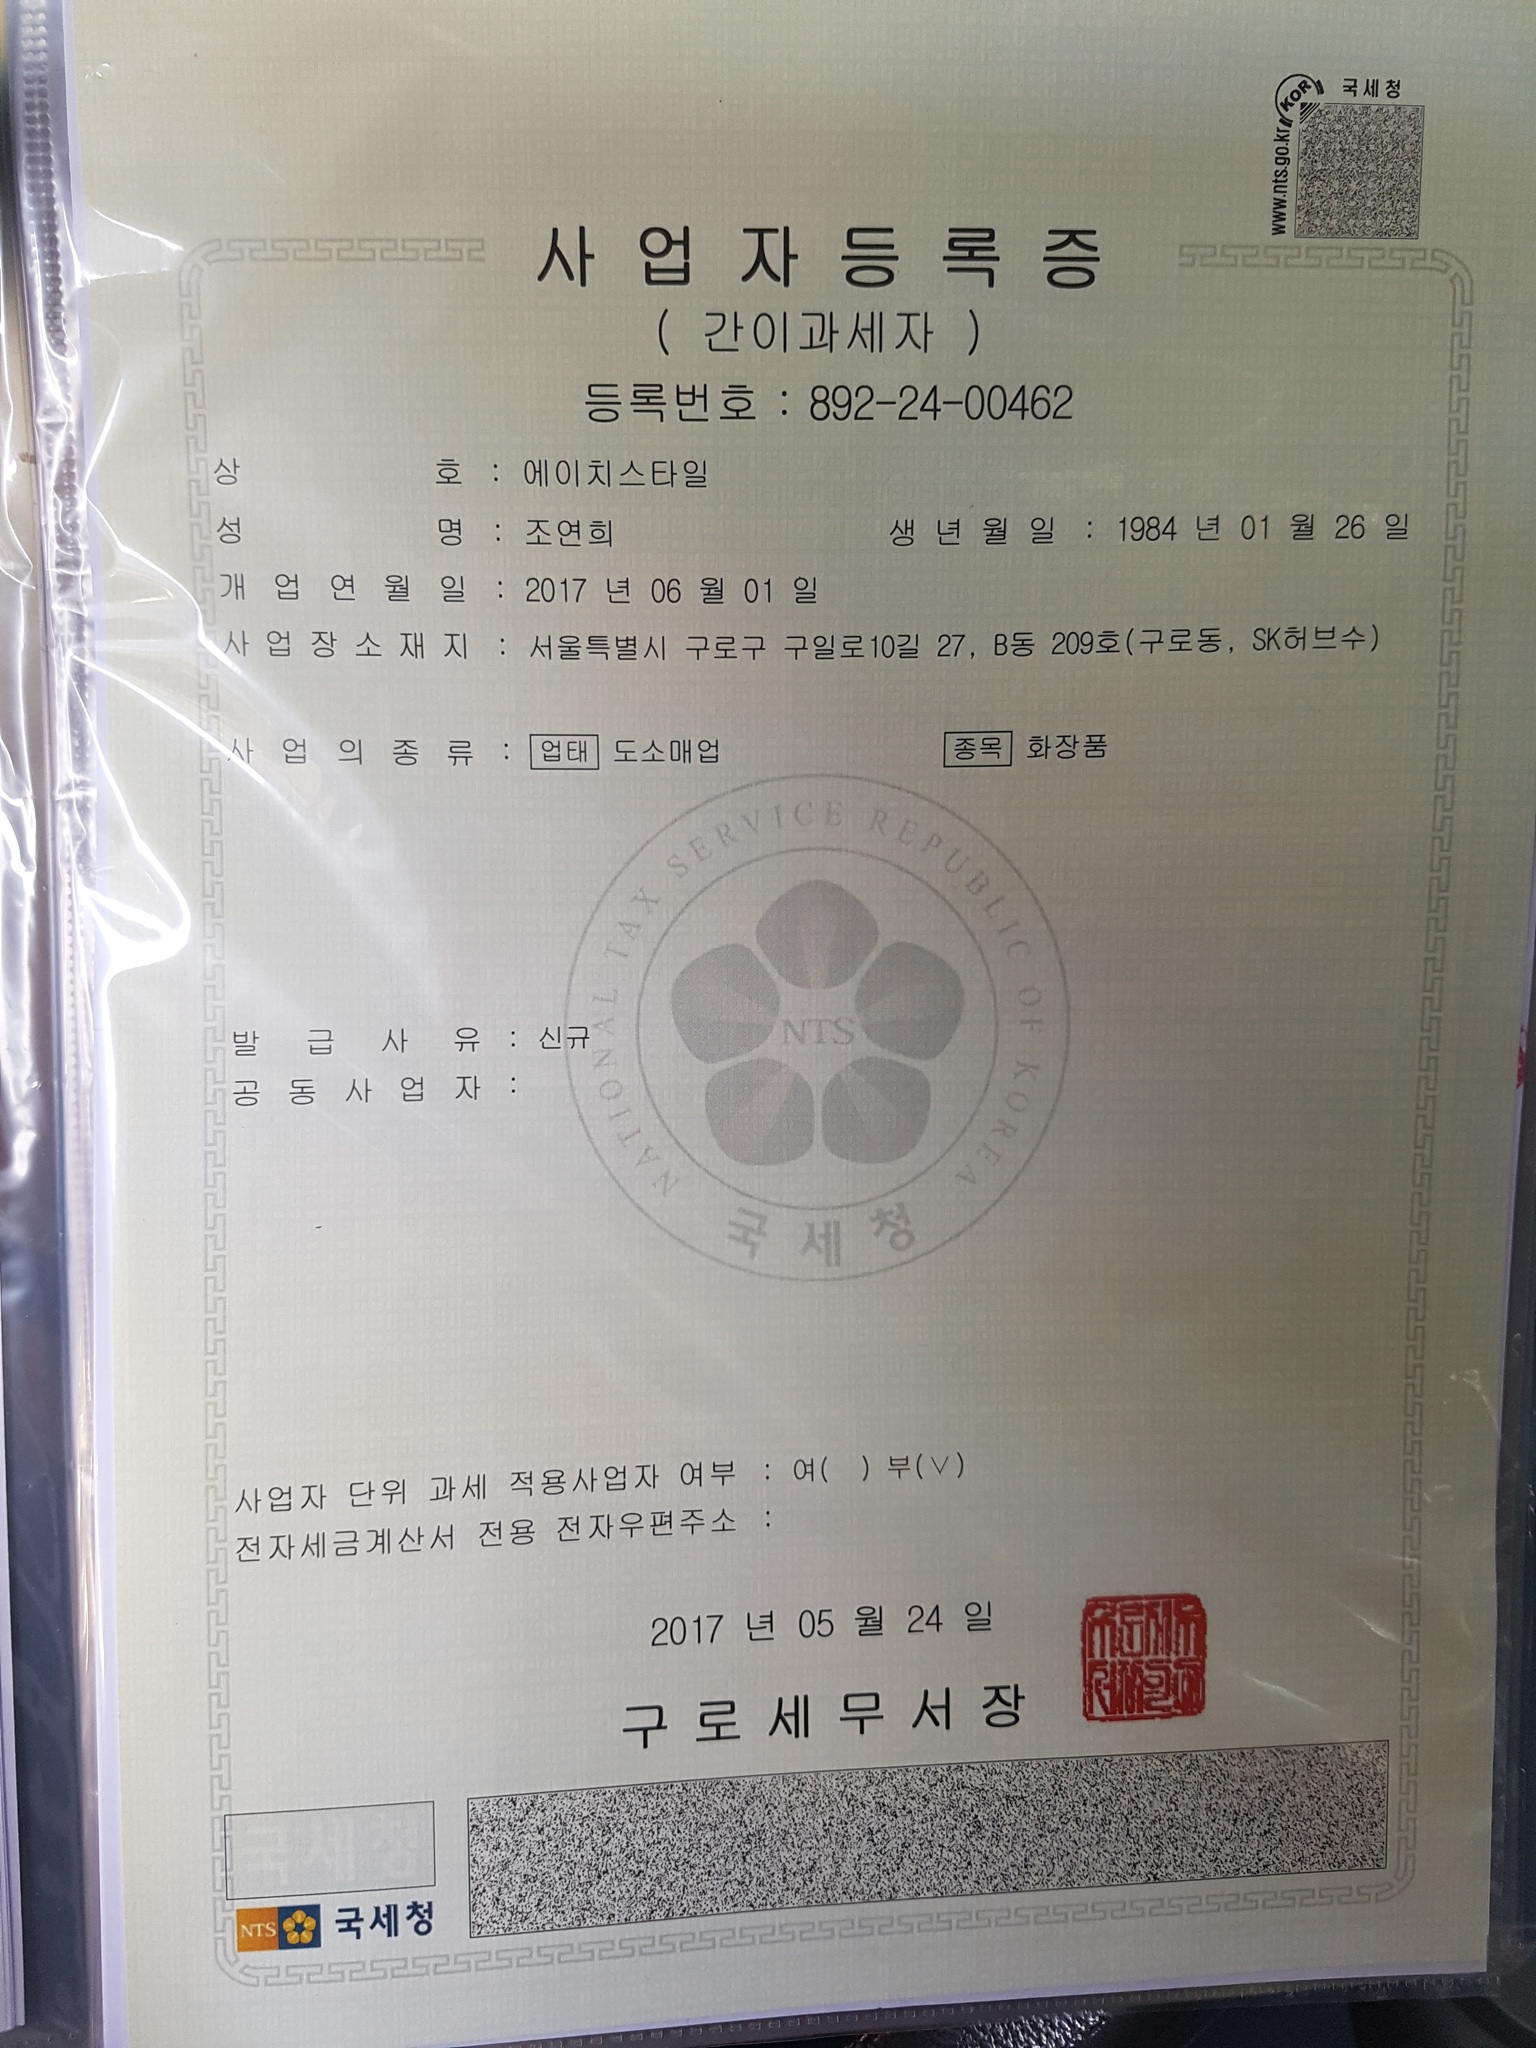 국세청
KOR
www.nts.go.kr
사업자등록증
( 간이과세자 )
등록번호 : 892-24-00462
상 호 : 에이치스타일
성 명 : 조연희 생 년 월 일 : 1984 년 01 월 26 일
개 업 연 월 일 : 2017 년 06 월 01 일
사 업 장 소 재 지 : 서울특별시 구로구 구일로10길 27, B동 209호(구로동, SK허브수)
사 업 의 종 류 : 업태 도소매업 종목 화장품
NATIONAL TAX SERVICE REPUBLIC OF KOREA
NTS
국세청
발 급 사 유 : 신규
공 동 사 업 자 :
사업자 단위 과세 적용사업자 여부 : 여( ) 부(∨)
전자세금계산서 전용 전자우편주소 :
2017 년 05 월 24 일
구 로 세 무 서 장
국세청
NTS 국세청